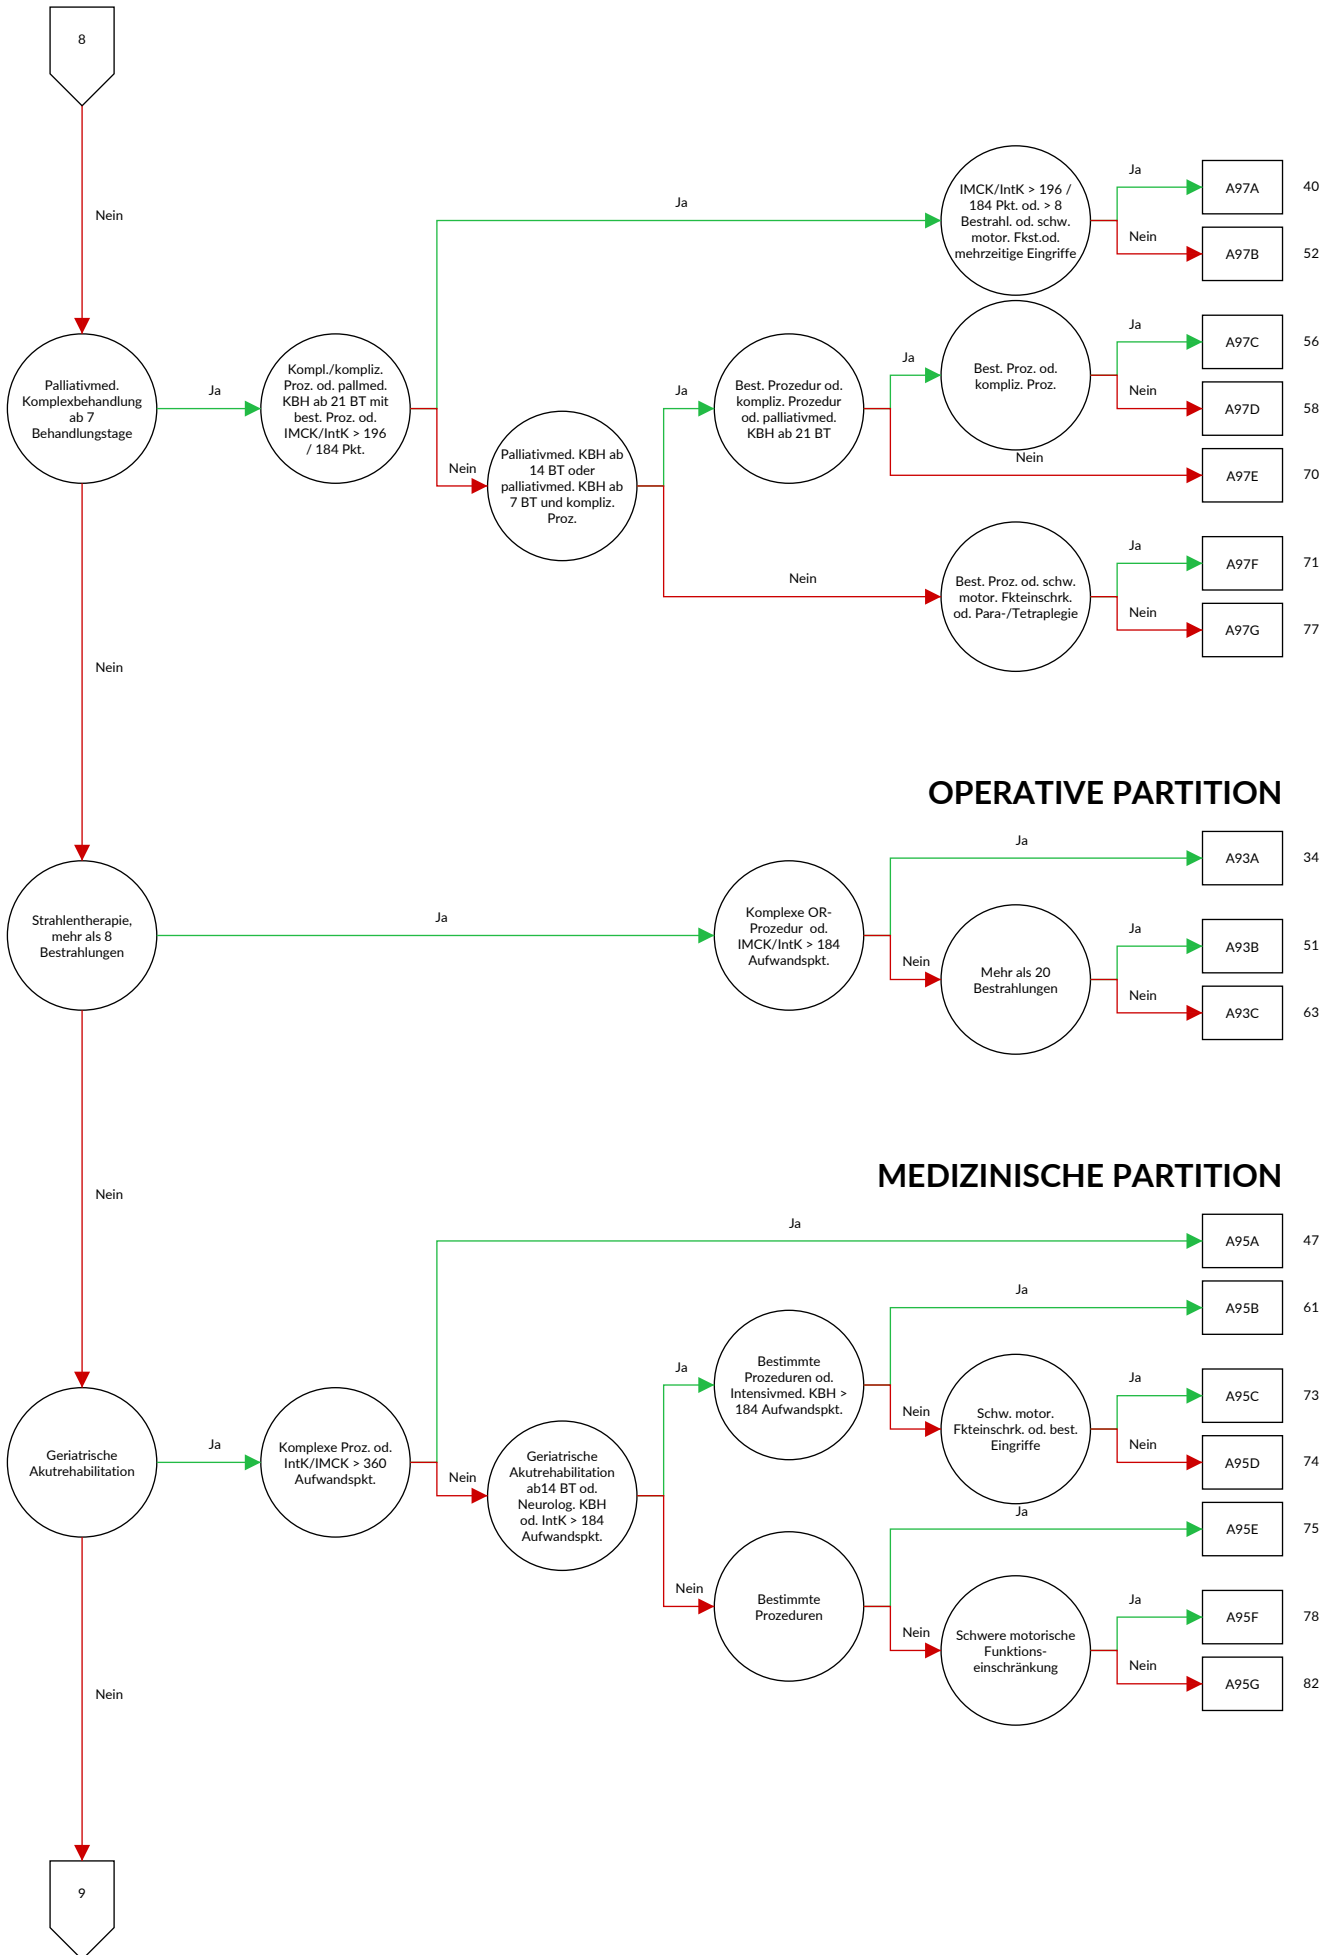 8
Nein
Palliativmed.
Komplexbehandlung
ab 7
Behandlungstage
Ja
Kompl./kompliz.
Proz. od. pallmed.
KBH ab 21 BT mit
best. Proz. od.
IMCK/IntK > 196
/ 184 Pkt.
Ja
IMCK/IntK > 196 /
184 Pkt. od. > 8
Bestrahl. od. schw.
motor. Fkst.od.
mehrzeitige Eingriffe
Ja
A97A
40
Nein
A97B
52
Nein
Palliativmed. KBH ab
14 BT oder
palliativmed. KBH ab
7 BT und kompliz.
Proz.
Ja
Best. Prozedur od.
kompliz. Prozedur
od. palliativmed.
KBH ab 21 BT
Ja
Best. Proz. od.
kompliz. Proz.
Ja
A97C
56
Nein
A97D
58
Nein
A97E
70
Nein
Best. Proz. od. schw.
motor. Fkteinschrk.
od. Para-/Tetraplegie
Ja
A97F
71
Nein
A97G
77
Nein
OPERATIVE PARTITION
Strahlentherapie,
mehr als 8
Bestrahlungen
Ja
Komplexe OR-
Prozedur od.
IMCK/IntK > 184
Aufwandspkt.
Ja
A93A
34
Nein
Mehr als 20
Bestrahlungen
Ja
A93B
51
Nein
A93C
63
Nein
MEDIZINISCHE PARTITION
Geriatrische
Akutrehabilitation
Ja
Komplexe Proz. od.
IntK/IMCK > 360
Aufwandspkt.
Ja
A95A
47
Nein
Geriatrische
Akutrehabilitation
ab14 BT od.
Neurolog. KBH
od. IntK > 184
Aufwandspkt.
Ja
Bestimmte
Prozeduren od.
Intensivmed. KBH >
184 Aufwandspkt.
Ja
A95B
61
Nein
Schw. motor.
Fkteinschrk. od. best.
Eingriffe
Ja
A95C
73
Nein
A95D
74
Nein
Bestimmte
Prozeduren
Ja
A95E
75
Nein
Schwere motorische
Funktions-
einschränkung
Ja
A95F
78
Nein
A95G
82
Nein
9